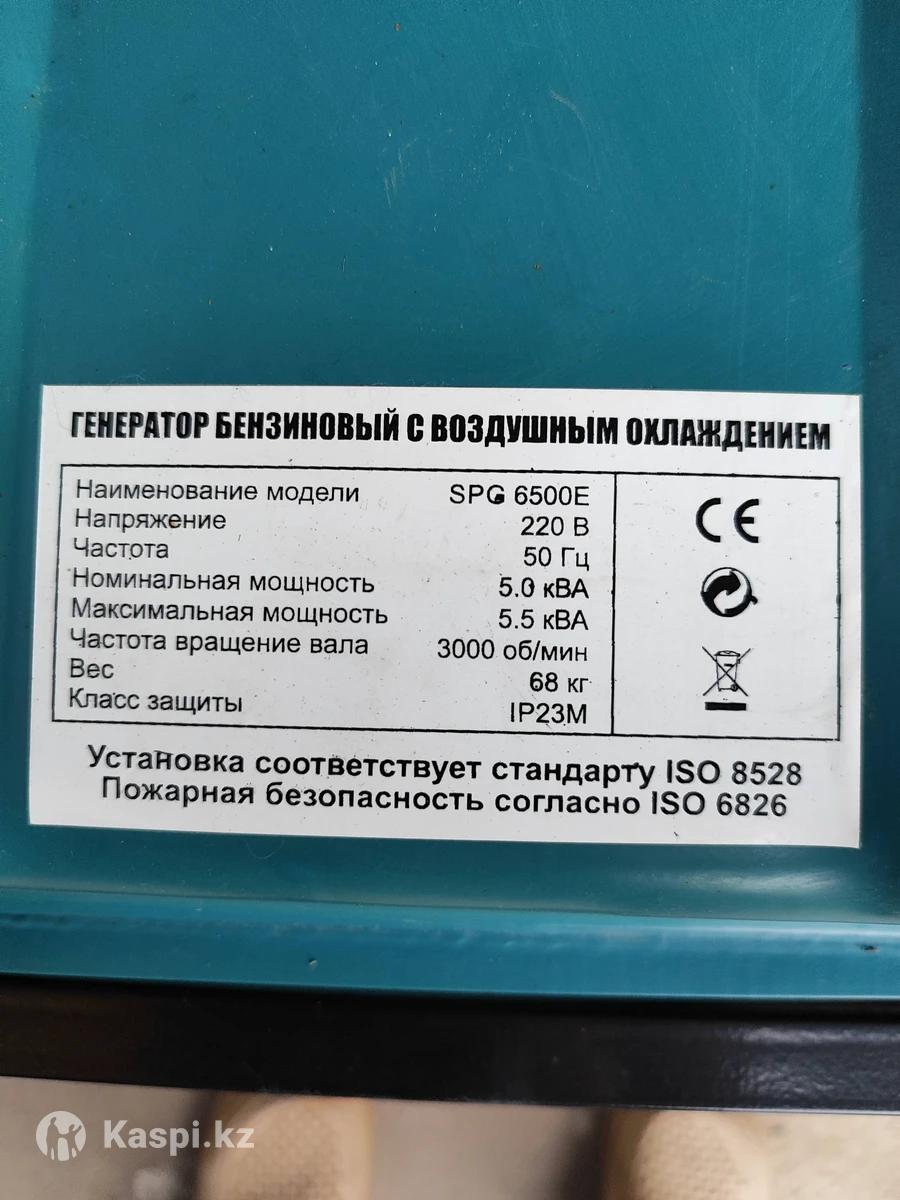 ГЕНЕРАТОР БЕНЗИНОВЫЙ С ВОЗДУШНЫМ ОХЛАЖДЕНИЕМ
Наименование модели SPG 6500E
Напряжение 220 В
Частота 50 Гц
Номинальная мощность 5.0 кВА
Максимальная мощность 5.5 кВА
Частота вращение вала 3000 об/мин
Вес 68 кг
Класс защиты IP23M
CE
Установка соответствует стандарту ISO 8528
Пожарная безопасность согласно ISO 6826
Kaspi.kz